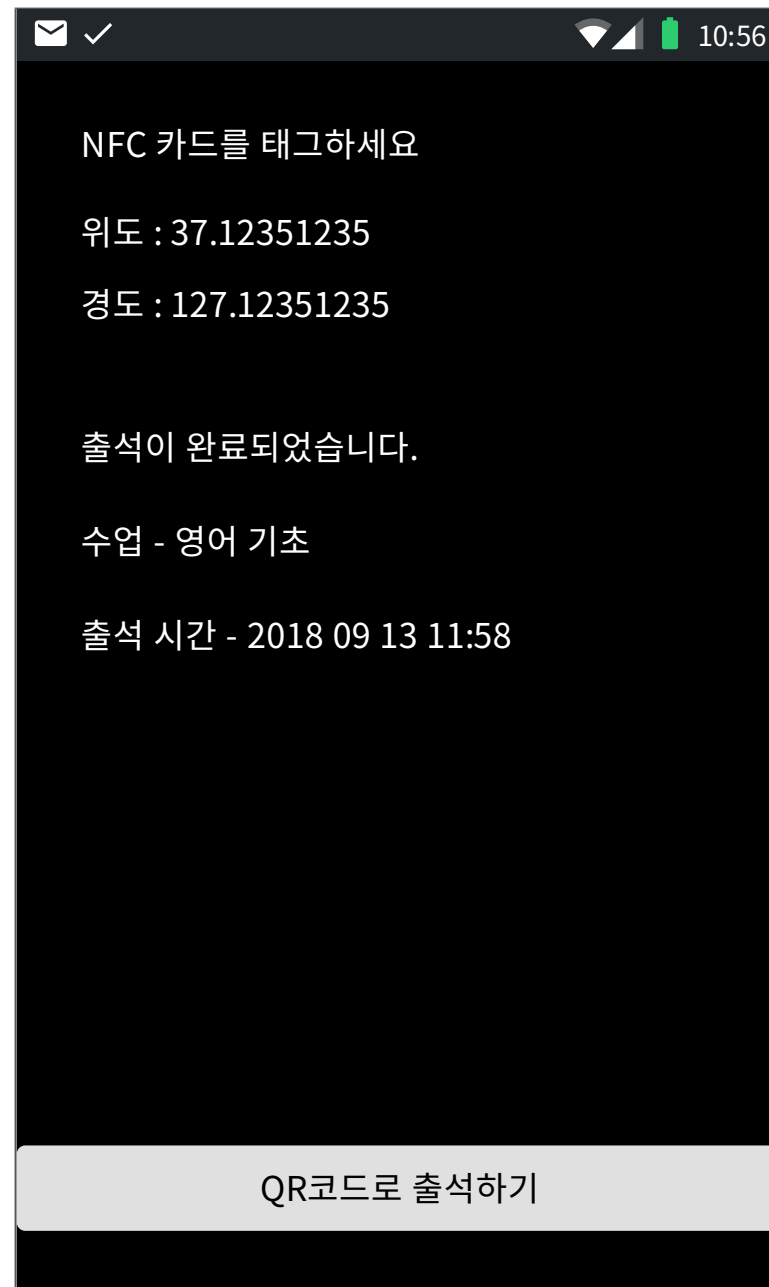 10:56
NFC 카드를 태그하세요
위도 : 37.12351235
경도 : 127.12351235
출석이 완료되었습니다.
수업 - 영어 기초
출석 시간 - 2018 09 13 11:58
QR코드로 출석하기